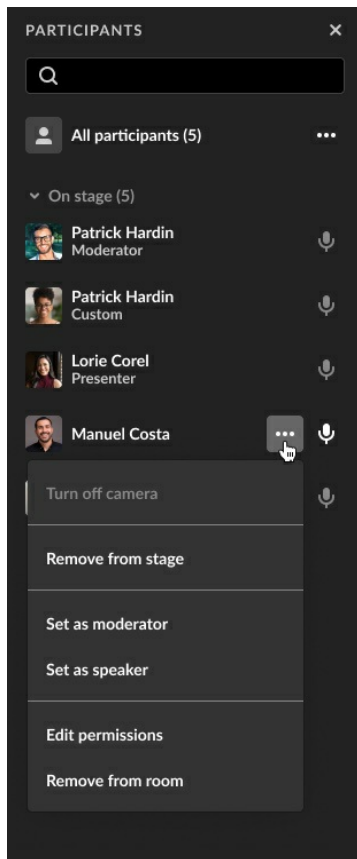 PARTICIPANTS
All participants (5)
On stage (5)
Patrick Hardin
Moderator
Patrick Hardin
Custom
Lorie Corel
Presenter
Manuel Costa
Turn off camera
Remove from stage
Set as moderator
Set as speaker
Edit permissions
Remove from room